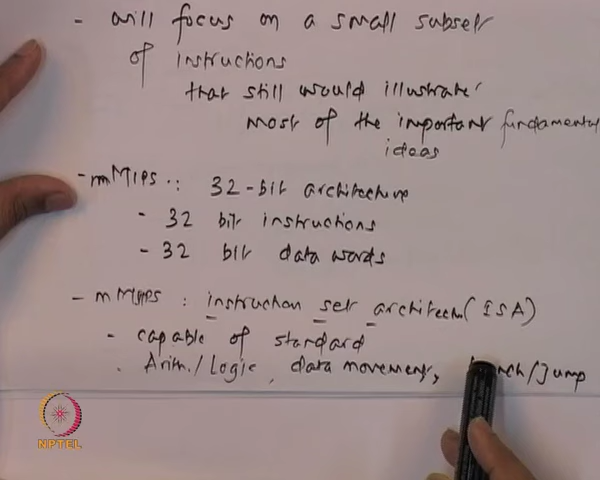 - will focus on a small subset
of instructions
that still would illustrate
most of the important fundamental
ideas
- mMIPS : 32-bit architecture
- 32 bit instructions
- 32 bit data words
- mMIPS : instruction set architect (ISA)
- capable of standard
. Arith./Logic, data movement, /Jump
NPTEL